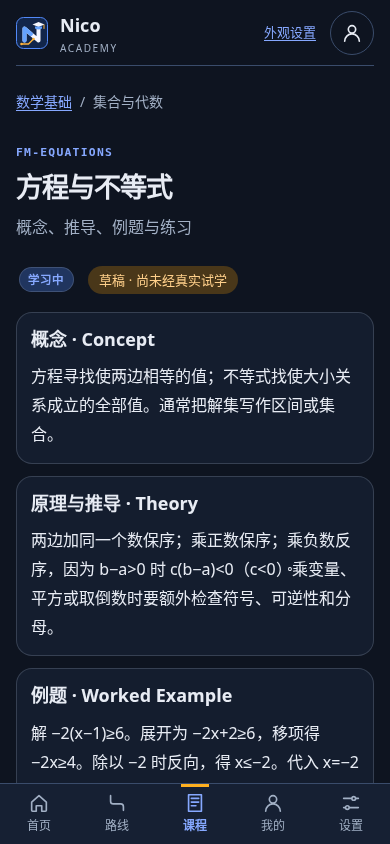 Nico
ACADEMY
外观设置
数学基础 / 集合与代数
FM-EQUATIONS
方程与不等式
概念、推导、例题与练习
学习中
草稿 · 尚未经真实试学
概念 · Concept
方程寻找使两边相等的值；不等式找使大小关
系成立的全部值。通常把解集写作区间或集
合。
原理与推导 · Theory
两边加同一个数保序；乘正数保序；乘负数反
序，因为 b−a>0 时 c(b−a)<0（c<0）。乘变量、
平方或取倒数时要额外检查符号、可逆性和分
母。
例题 · Worked Example
解 −2(x−1)≥6。展开为 −2x+2≥6，移项得
−2x≥4。除以 −2 时反向，得 x≤−2。代入 x=−2
首页
路线
课程
我的
设置